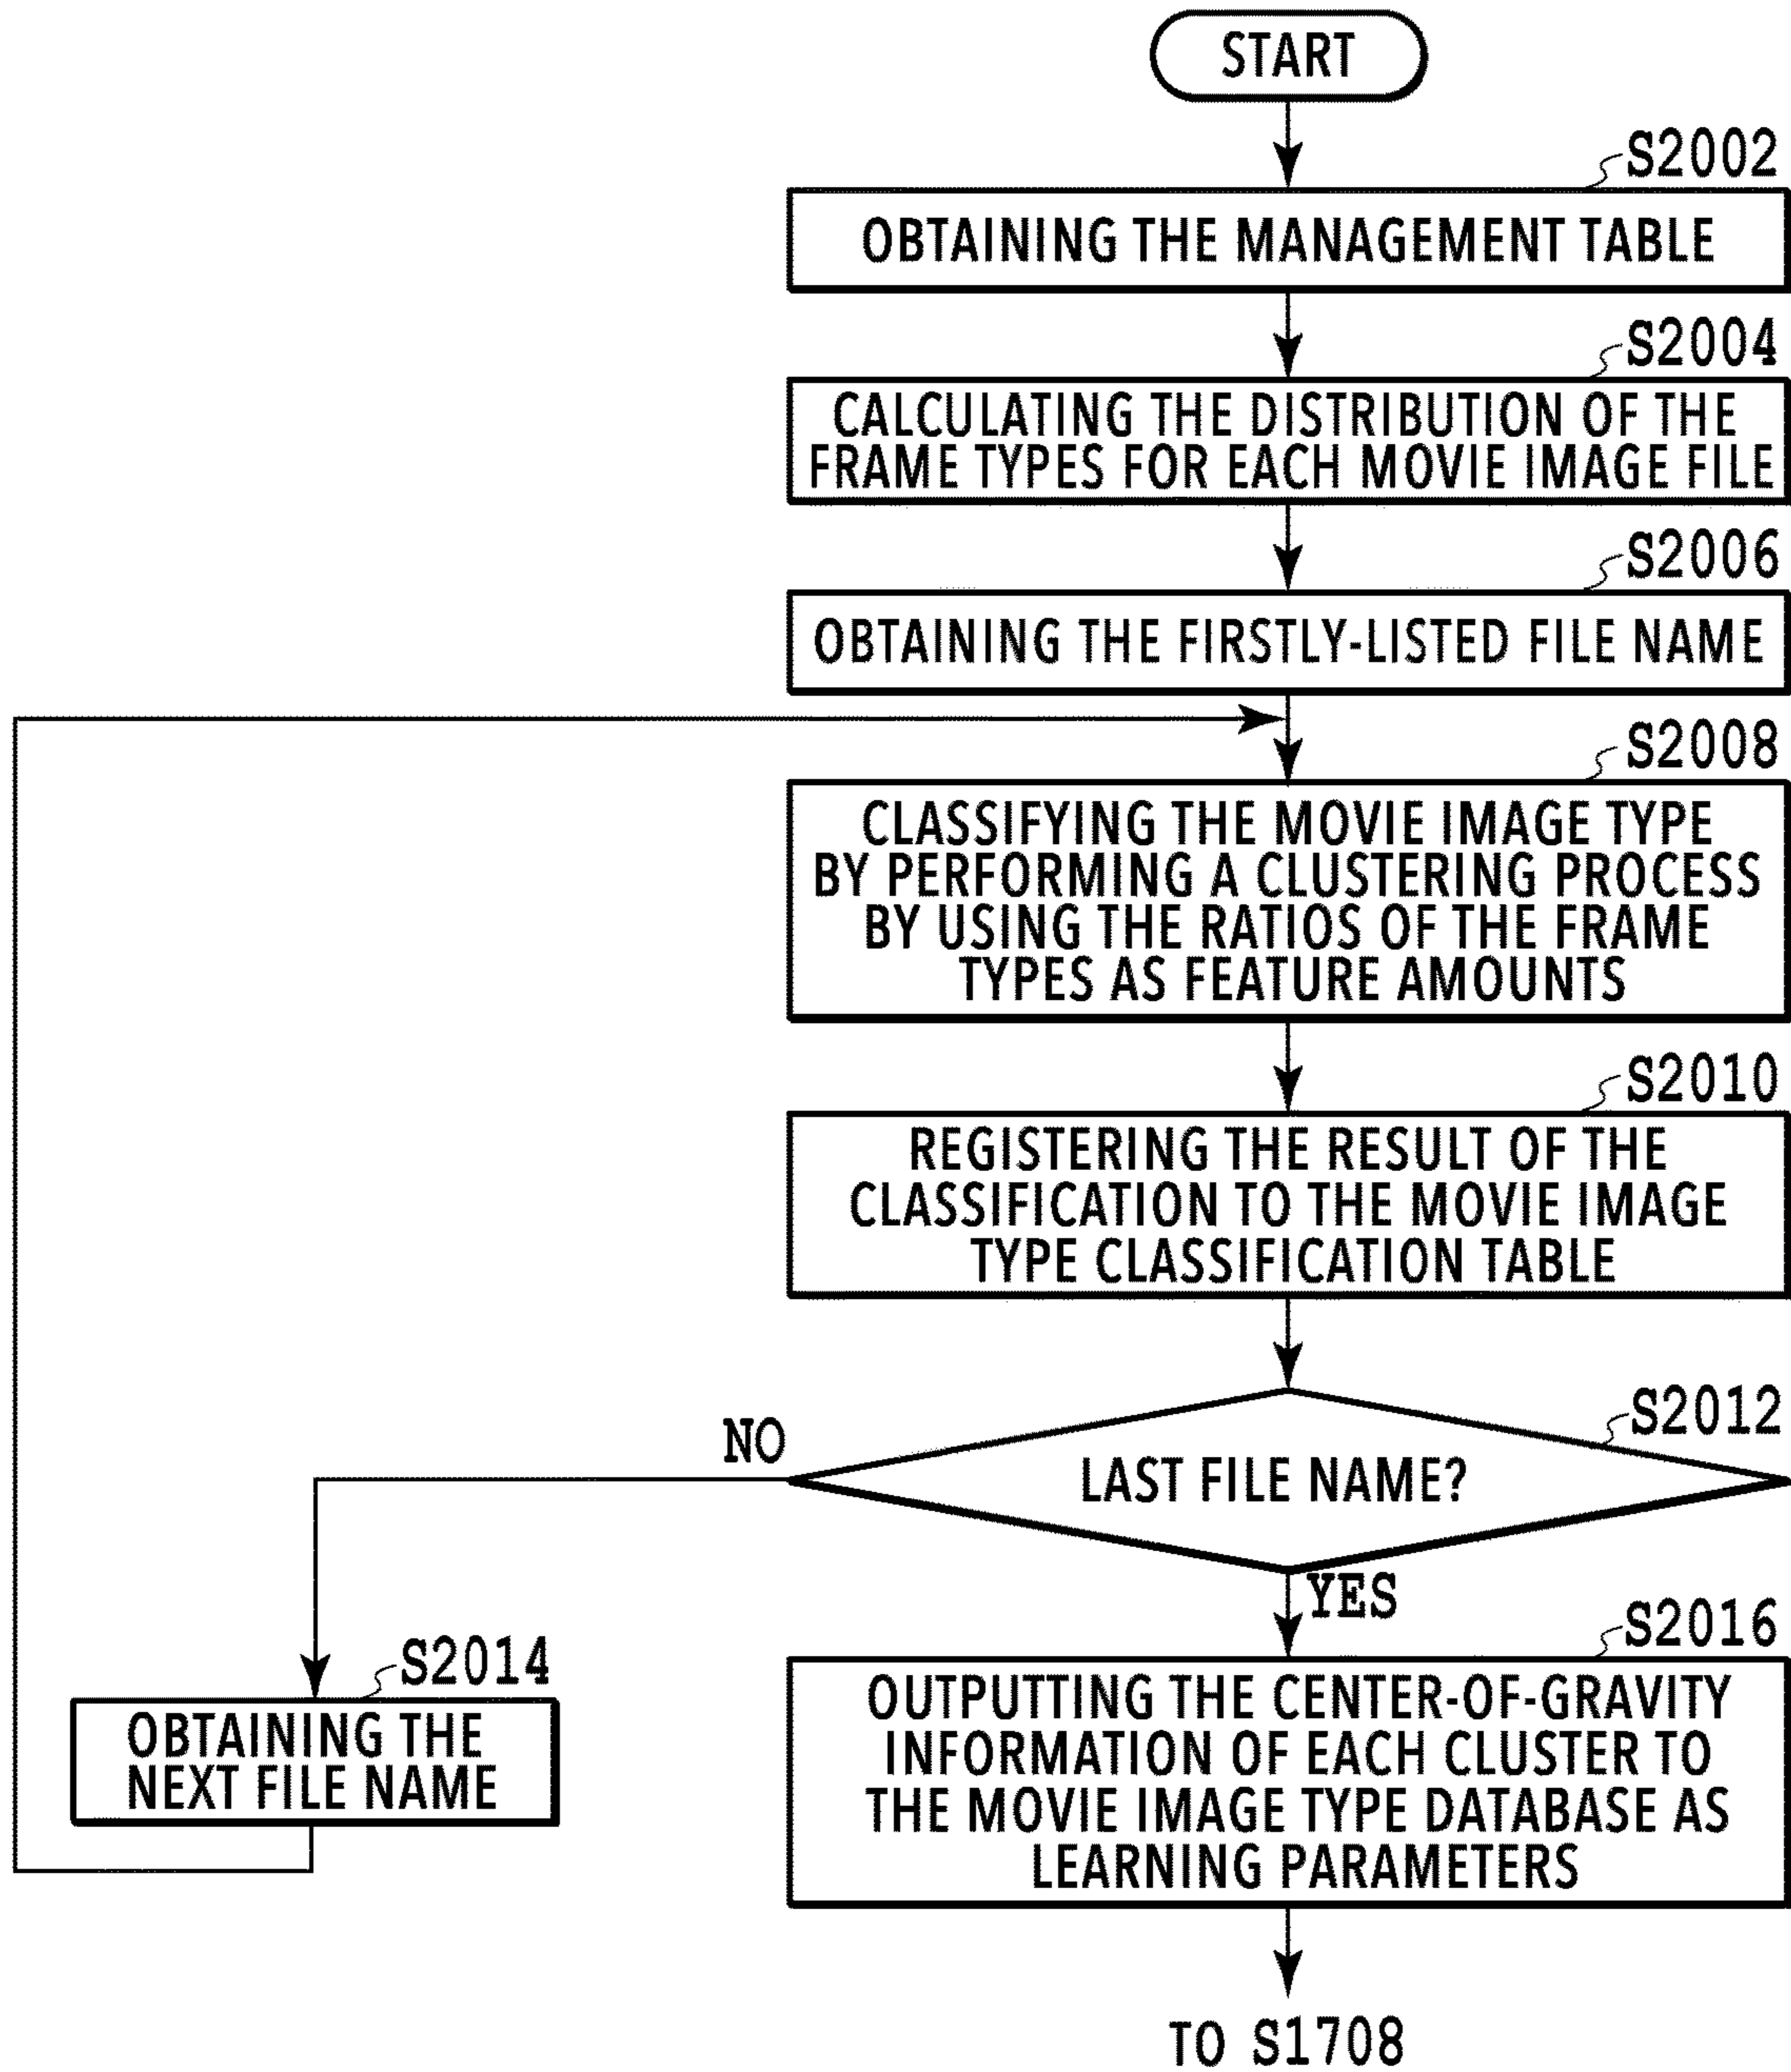 START
S2002
OBTAINING THE MANAGEMENT TABLE
S2004
CALCULATING THE DISTRIBUTION OF THE
FRAME TYPES FOR EACH MOVIE IMAGE FILE
S2006
OBTAINING THE FIRSTLY-LISTED FILE NAME
S2008
CLASSIFYING THE MOVIE IMAGE TYPE
BY PERFORMING A CLUSTERING PROCESS
BY USING THE RATIOS OF THE FRAME
TYPES AS FEATURE AMOUNTS
S2010
REGISTERING THE RESULT OF THE
CLASSIFICATION TO THE MOVIE IMAGE
TYPE CLASSIFICATION TABLE
S2012
NO
LAST FILE NAME?
YES
S2014
OBTAINING THE
NEXT FILE NAME
S2016
OUTPUTTING THE CENTER-OF-GRAVITY
INFORMATION OF EACH CLUSTER TO
THE MOVIE IMAGE TYPE DATABASE AS
LEARNING PARAMETERS
TO S1708